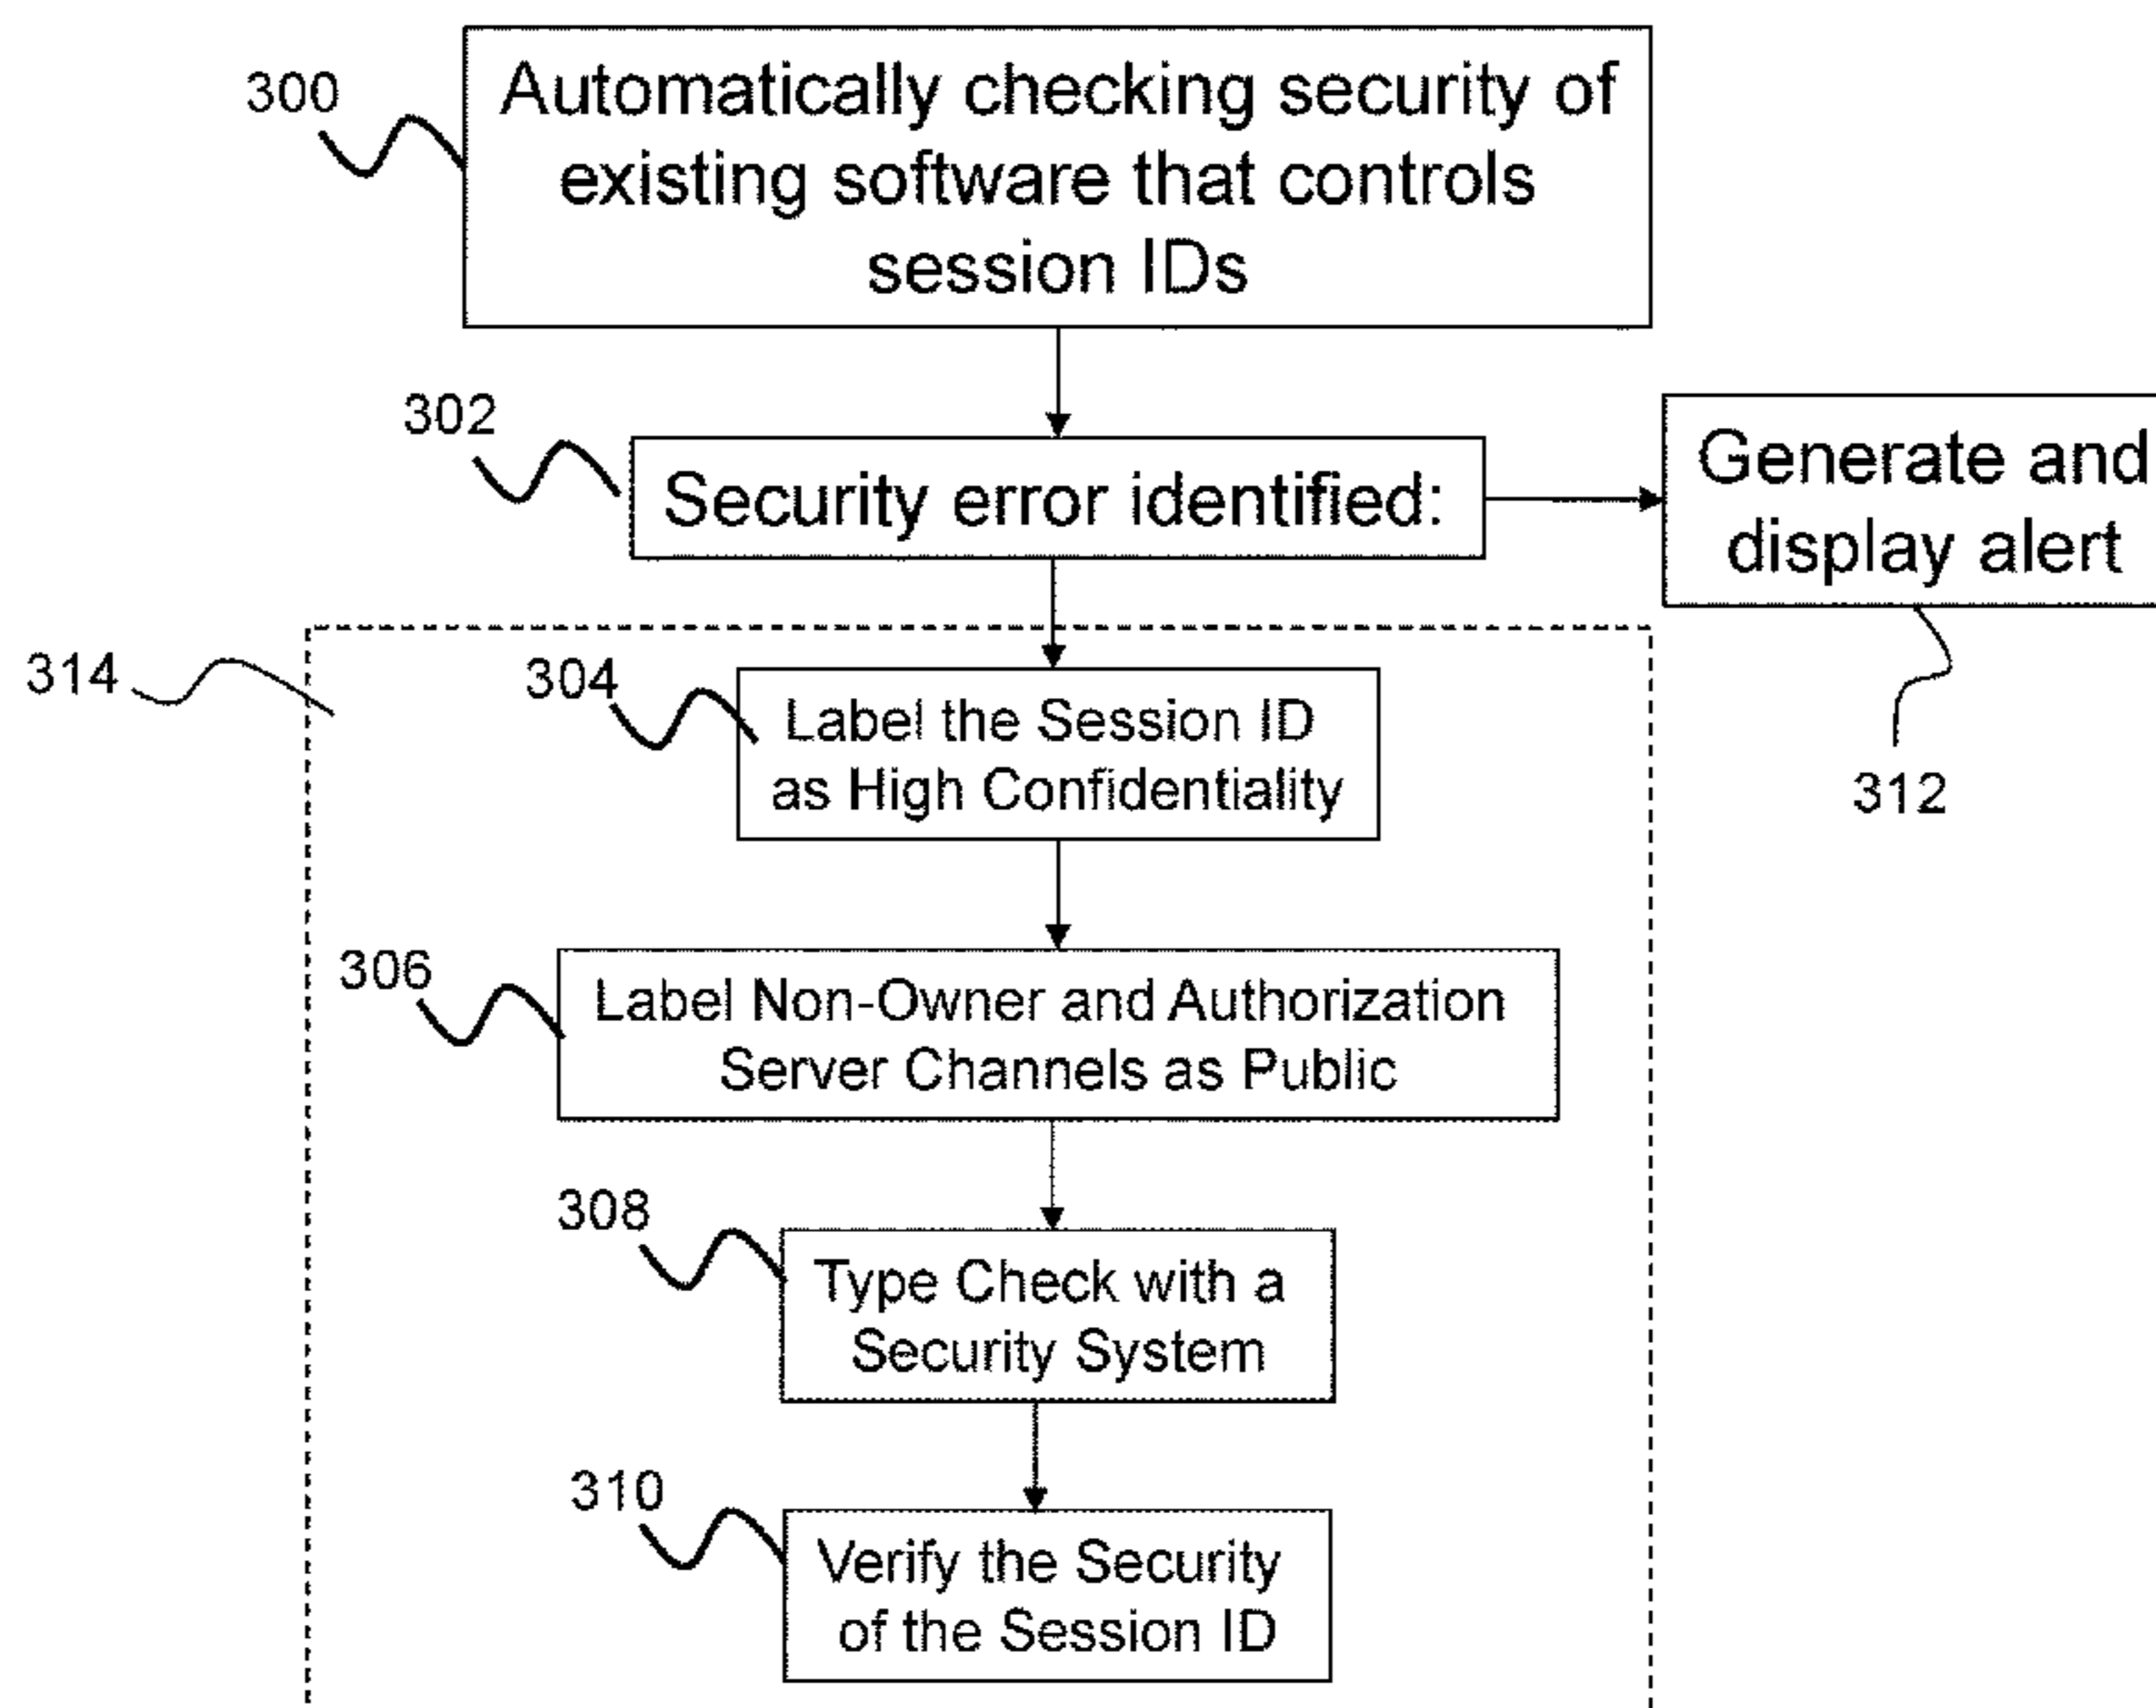 300
Automatically checking security of
existing software that controls
session IDs
302
Security error identified:
Generate and
display alert
314
304
Label the Session ID
as High Confidentiality
312
306
Label Non-Owner and Authorization
Server Channels as Public
308
Type Check with a
Security System
310
Verify the Security
of the Session ID